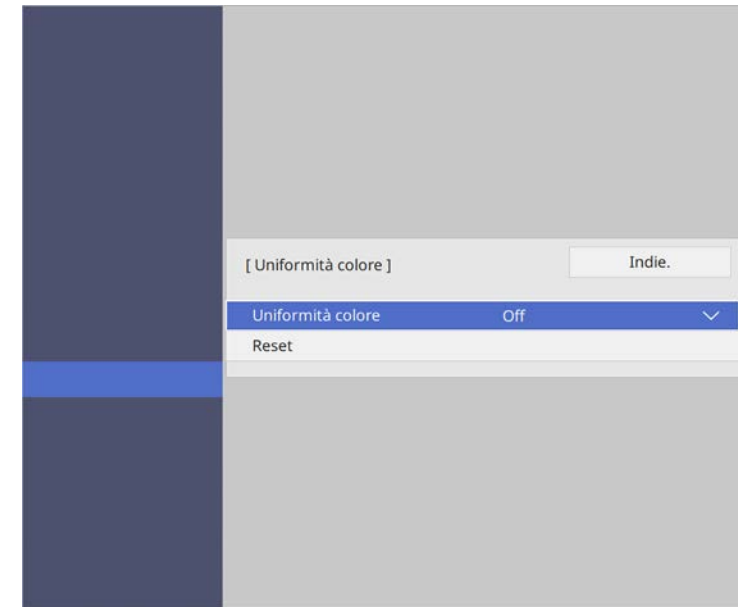 [ Uniformità colore ]
Indie.
Uniformità colore Off
Reset